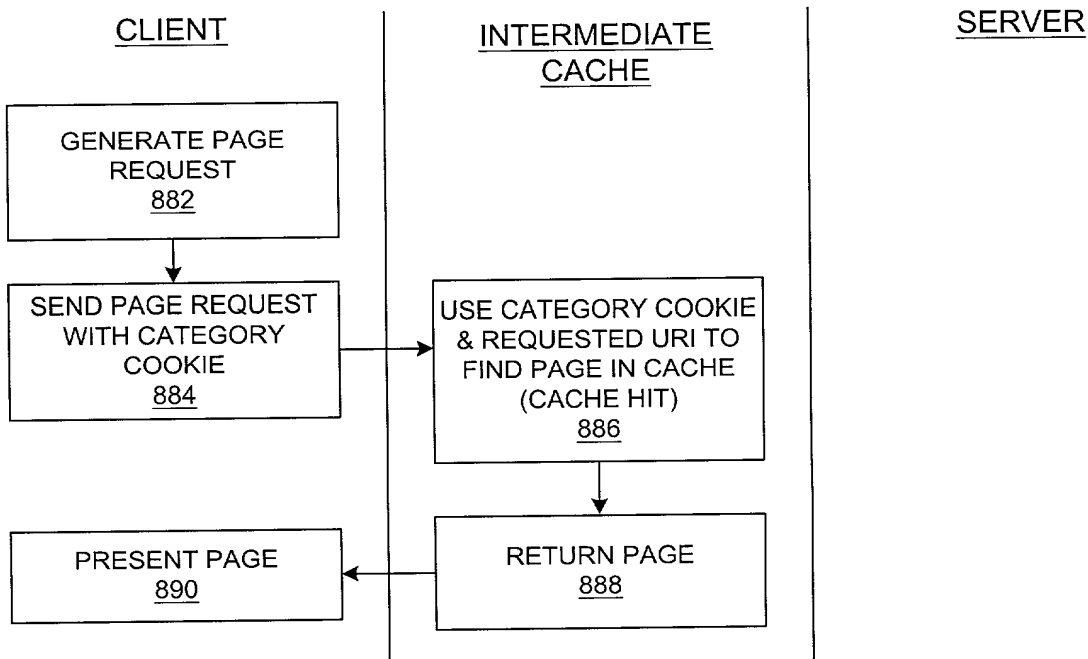 CLIENT
INTERMEDIATE
CACHE
SERVER
GENERATE PAGE
REQUEST
882
SEND PAGE REQUEST
WITH CATEGORY
COOKIE
884
USE CATEGORY COOKIE
& REQUESTED URI TO
FIND PAGE IN CACHE
(CACHE HIT)
886
RETURN PAGE
888
PRESENT PAGE
890